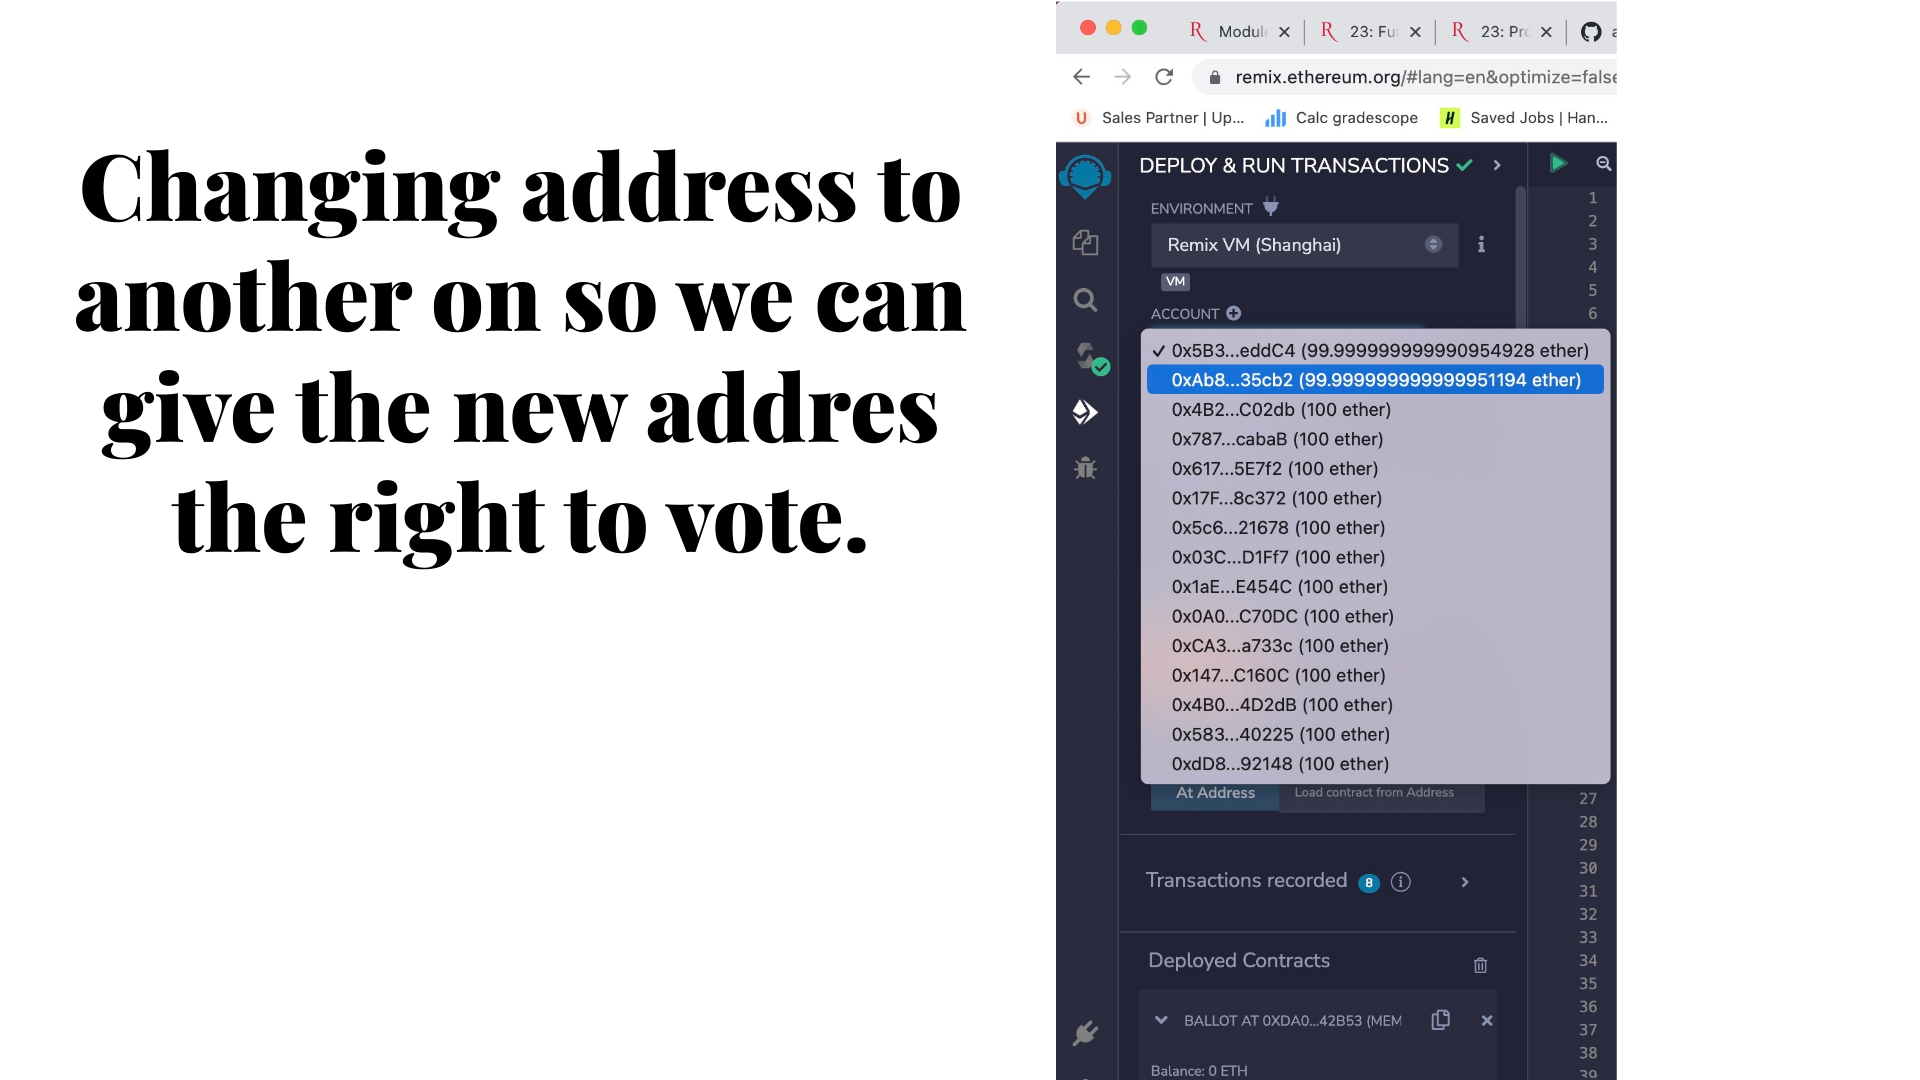 Changing address to
another on so we can
give the new addres
the right to vote.
Modul
23: Fu
23: Pro
remix.ethereum.org/#lang=en&optimize=false
Sales Partner | Up...
Calc gradescope
Saved Jobs | Han...
DEPLOY & RUN TRANSACTIONS
ENVIRONMENT
Remix VM (Shanghai)
VM
ACCOUNT
0x5B3...eddC4 (99.999999999990954928 ether)
0xAb8...35cb2 (99.999999999999951194 ether)
0x4B2...C02db (100 ether)
0x787...cabaB (100 ether)
0x617...5E7f2 (100 ether)
0x17F...8c372 (100 ether)
0x5c6...21678 (100 ether)
0x03C...D1Ff7 (100 ether)
0x1aE...E454C (100 ether)
0x0A0...C70DC (100 ether)
0xCA3...a733c (100 ether)
0x147...C160C (100 ether)
0x4B0...4D2dB (100 ether)
0x583...40225 (100 ether)
0xdD8...92148 (100 ether)
At Address
Load contract from Address
Transactions recorded 8
Deployed Contracts
BALLOT AT 0XDA0...42B53 (MEM
Balance: 0 ETH
1
2
3
4
5
6
27
28
29
30
31
32
33
34
35
36
37
38
39